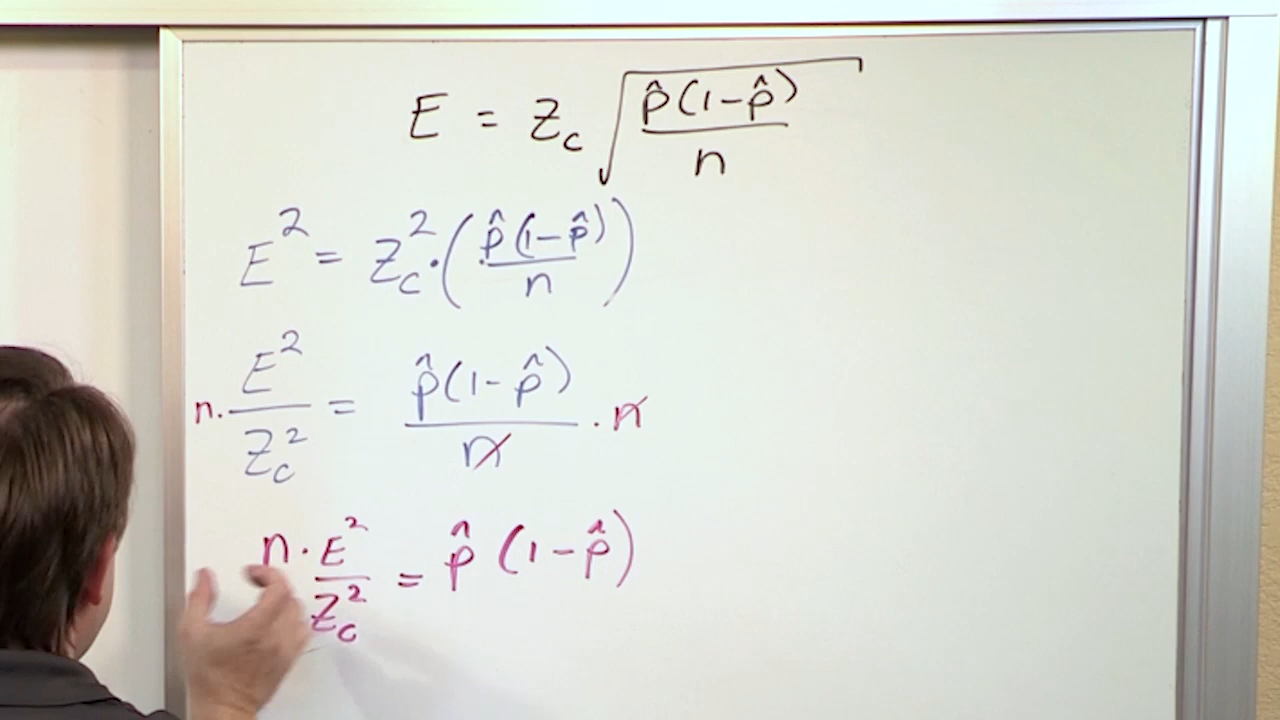 E = Z_c √(p̂(1-p̂)/n)
E² = Z_c² · (p̂(1-p̂)/n)
n · E²/Z_c² = p̂(1-p̂)/n · n
n · E²/Z_c² = p̂ (1-p̂)